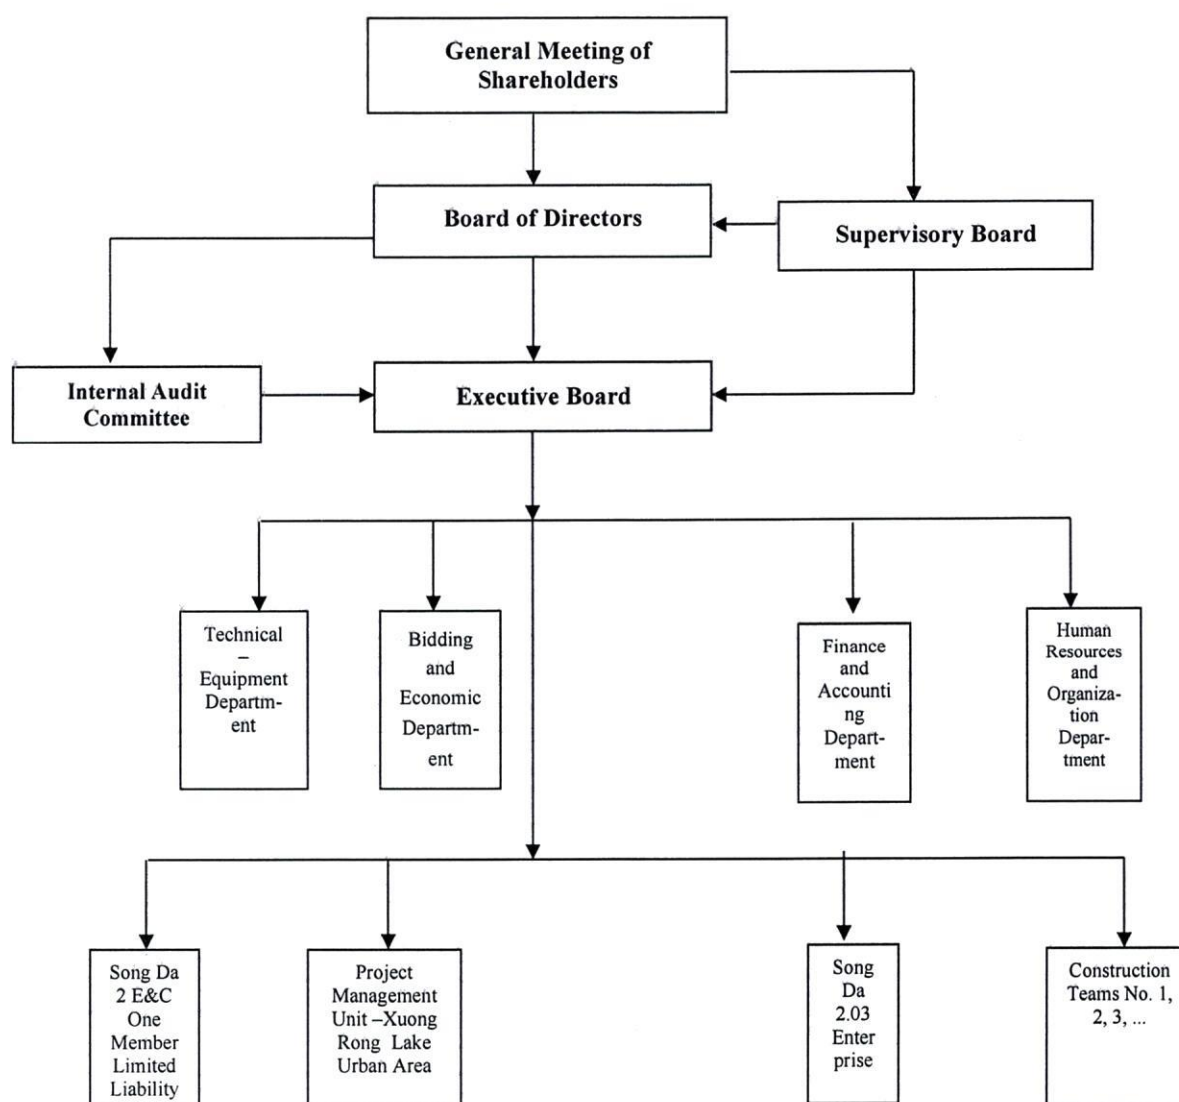 General Meeting of
Shareholders
Board of Directors
Supervisory Board
Internal Audit
Committee
Executive Board
Technical
–
Equipment
Departm-
ent
Bidding
and
Economic
Departm-
ent
Finance
and
Accounti
ng
Depart-
ment
Human
Resources
and
Organiza-
tion
Depar-
tment
Song Da
2 E&C
One
Member
Limited
Liability
Project
Management
Unit –Xuong
Rong Lake
Urban Area
Song
Da
2.03
Enter
prise
Construction
Teams No. 1,
2, 3, ...